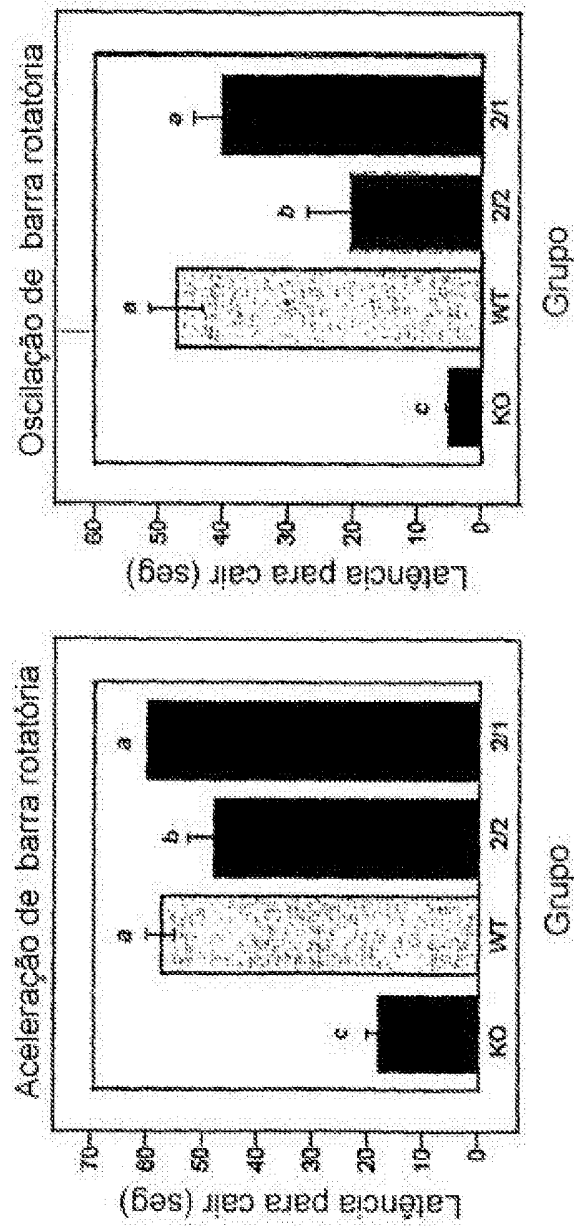 Aceleração de barra rotatória
Latência para cair (seg)
70
60
50
40
30
20
10
0
c
a
b
a
KO
WT
2/2
2/1
Grupo
Oscilação de barra rotatória
Latência para cair (seg)
60
50
40
30
20
10
0
c
a
b
a
KO
WT
2/2
2/1
Grupo